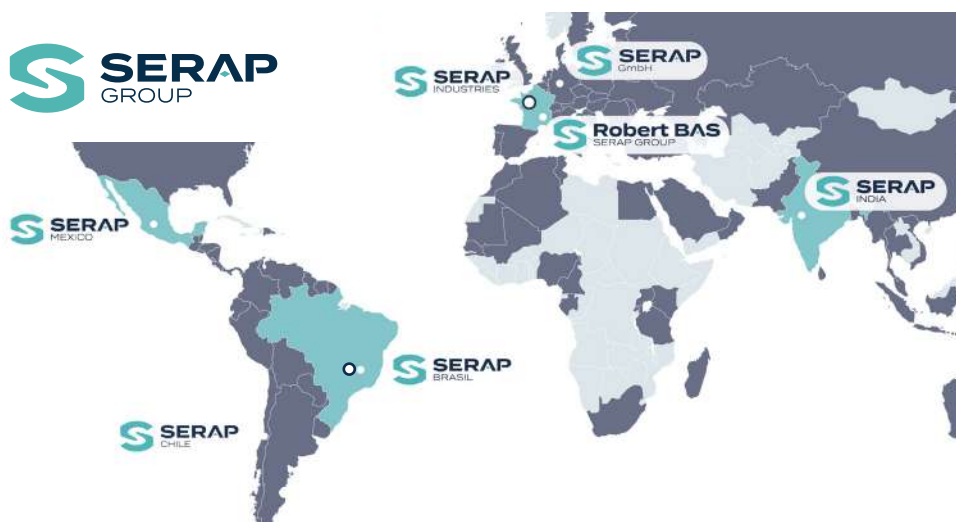 SERAP
GROUP
SERAP
GmbH
SERAP
INDUSTRIES
Robert BAS
SERAP GROUP
SERAP
INDIA
SERAP
MEXICO
SERAP
BRASIL
SERAP
CHILE